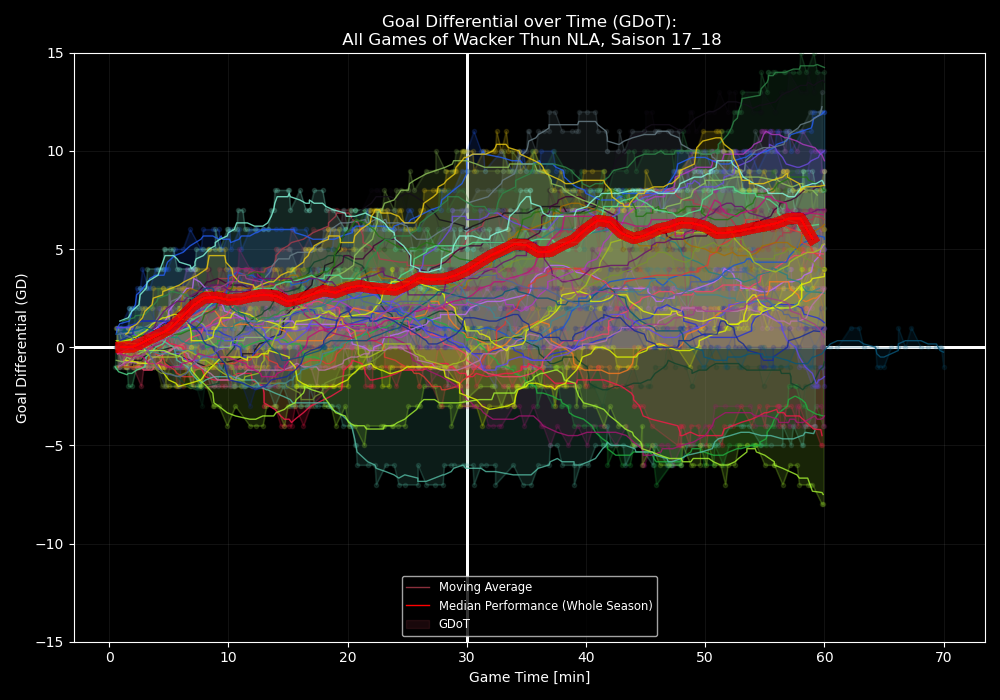 Goal Differential over Time (GDoT):
All Games of Wacker Thun NLA, Saison 17_18
Goal Differential (GD)
15
10
5
0
−5
−10
−15
Moving Average
Median Performance (Whole Season)
GDoT
0 10 20 30 40 50 60 70
Game Time [min]